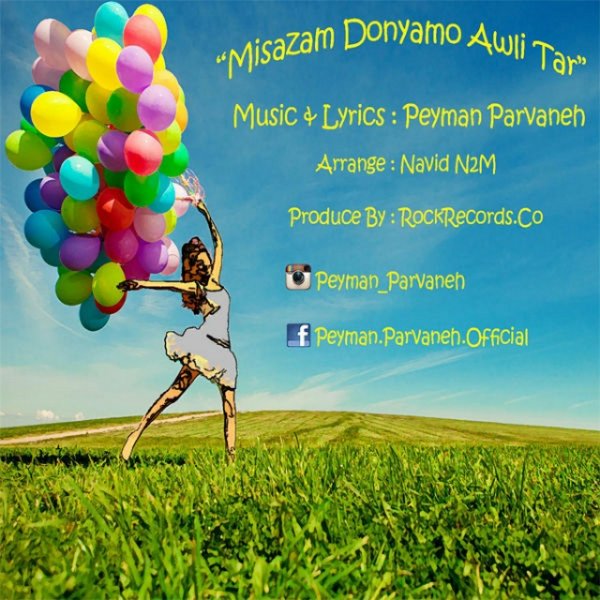 “Misazam Donyamo Awli Tar”
Music & Lyrics : Peyman Parvaneh
Arrange : Navid N2M
Produce By : RockRecords.Co
Peyman_Parvaneh
f Peyman.Parvaneh.Official